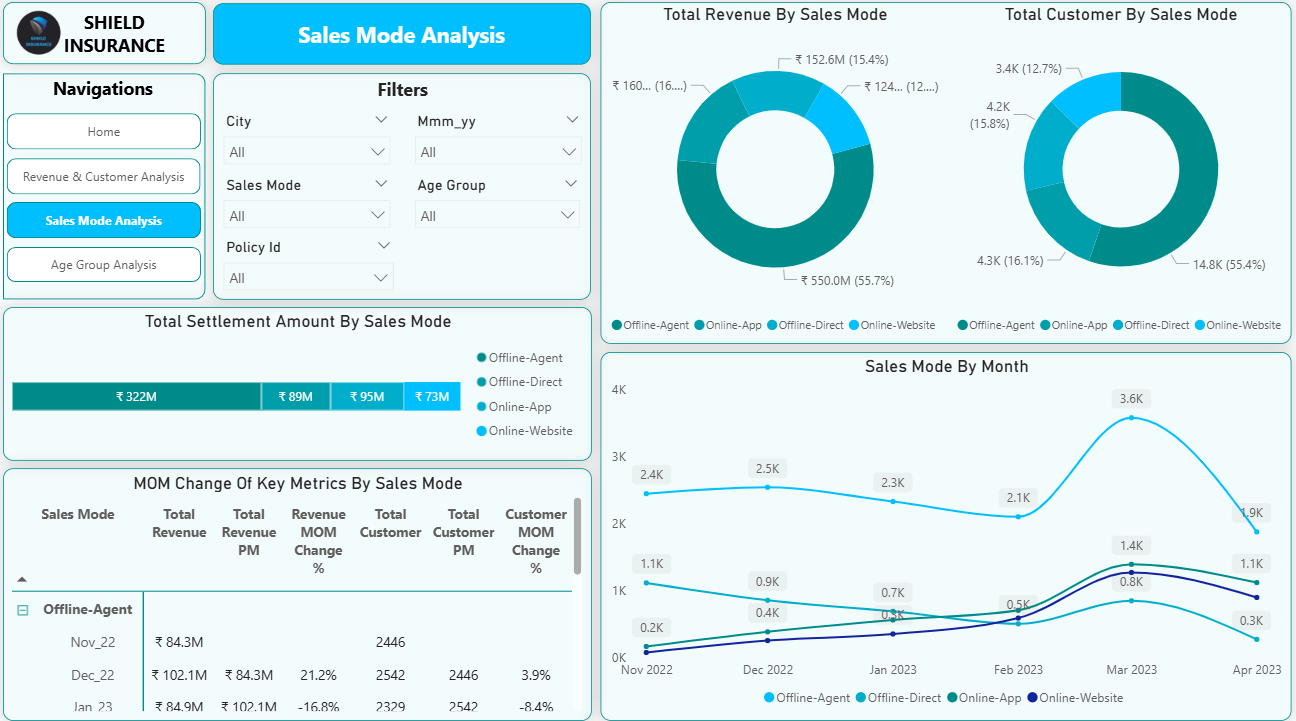 SHIELD
INSURANCE
Sales Mode Analysis
Navigations
Home
Revenue & Customer Analysis
Sales Mode Analysis
Age Group Analysis
Filters
City
All
Mmm_yy
All
Sales Mode
All
Age Group
All
Policy Id
All
Total Revenue By Sales Mode
₹ 152.6M (15.4%)
₹ 160... (16....)
₹ 124... (12....)
₹ 550.0M (55.7%)
Offline-Agent Online-App Offline-Direct Online-Website
Total Customer By Sales Mode
3.4K (12.7%)
4.2K
(15.8%)
4.3K (16.1%)
14.8K (55.4%)
Offline-Agent Online-App Offline-Direct Online-Website
Total Settlement Amount By Sales Mode
₹ 322M ₹ 89M ₹ 95M ₹ 73M
Offline-Agent
Offline-Direct
Online-App
Online-Website
MOM Change Of Key Metrics By Sales Mode
Sales Mode Total Revenue Total Revenue PM Revenue MOM Change % Total Customer Total Customer PM Customer MOM Change %
Offline-Agent
Nov_22 ₹ 84.3M 2446
Dec_22 ₹ 102.1M ₹ 84.3M 21.2% 2542 2446 3.9%
Jan_23 ₹ 84.9M ₹ 102.1M -16.8% 2329 2542 -8.4%
Sales Mode By Month
4K
3K
2K
1K
0K
2.4K 2.5K 2.3K 2.1K 3.6K 1.9K
1.1K 0.9K 0.7K 0.5K 1.4K 1.1K
0.2K 0.4K 0.8K 0.3K
Nov 2022 Dec 2022 Jan 2023 Feb 2023 Mar 2023 Apr 2023
Offline-Agent Offline-Direct Online-App Online-Website